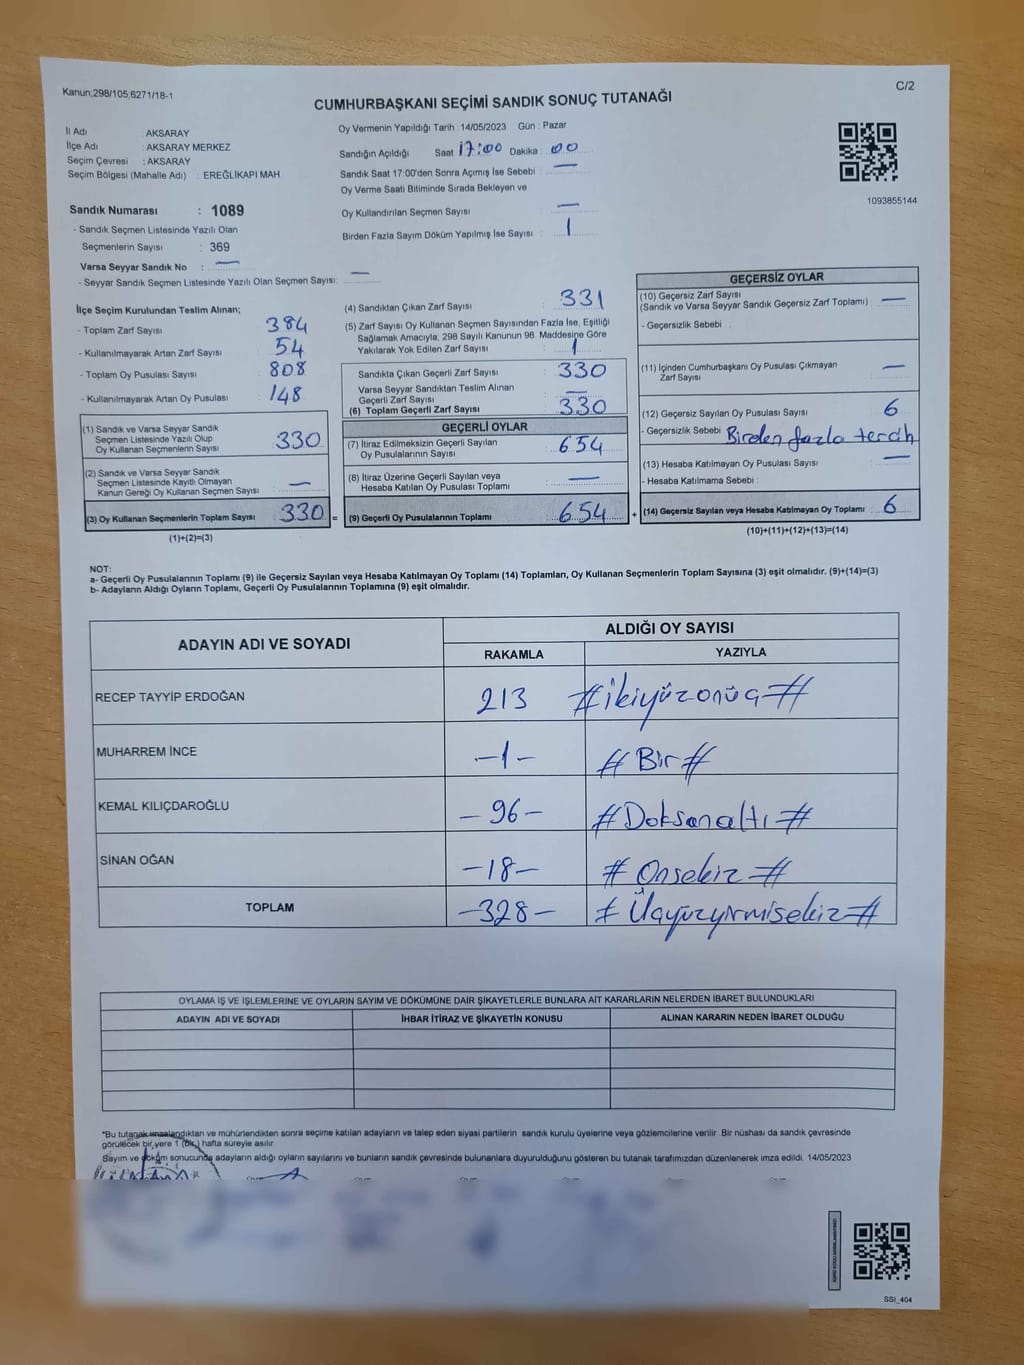 Kanun;298/105;6271/18-1
C/2
CUMHURBAŞKANI SEÇİMİ SANDIK SONUÇ TUTANAĞI
1093855144
İl Adı : AKSARAY
İlçe Adı : AKSARAY MERKEZ
Seçim Çevresi : AKSARAY
Seçim Bölgesi (Mahalle Adı) : EREĞLİKAPI MAH
Sandık Numarası : 1089
- Sandık Seçmen Listesinde Yazılı Olan
Seçmenlerin Sayısı : 369
Varsa Seyyar Sandık No : —
- Seyyar Sandık Seçmen Listesinde Yazılı Olan Seçmen Sayısı: —
Oy Vermenin Yapıldığı Tarih :14/05/2023 Gün : Pazar
Sandığın Açıldığı Saat 17:00 Dakika : 00
Sandık Saat 17:00'den Sonra Açımış İse Sebebi : —
Oy Verme Saati Bitiminde Sırada Bekleyen ve
Oy Kullandırılan Seçmen Sayısı : —
Birden Fazla Sayım Döküm Yapılmış İse Sayısı : 1
İlçe Seçim Kurulundan Teslim Alınan;
- Toplam Zarf Sayısı : 384
- Kullanılmayarak Artan Zarf Sayısı : 54
- Toplam Oy Pusulası Sayısı : 808
- Kullanılmayarak Artan Oy Pusulası : 148
(1) Sandık ve Varsa Seyyar Sandık
Seçmen Listesinde Yazılı Olup
Oy Kullanan Seçmenlerin Sayısı : 330
(2) Sandık ve Varsa Seyyar Sandık
Seçmen Listesinde Kayıtlı Olmayan
Kanun Gereği Oy Kullanan Seçmen Sayısı : —
(3) Oy Kullanan Seçmenlerin Toplam Sayısı : 330 =
(1)+(2)=(3)
(4) Sandıktan Çıkan Zarf Sayısı : 331
(5) Zarf Sayısı Oy Kullanan Seçmen Sayısından Fazla İse, Eşitliği
Sağlamak Amacıyla; 298 Sayılı Kanunun 98. Maddesine Göre
Yakılarak Yok Edilen Zarf Sayısı : 1
Sandıkta Çıkan Geçerli Zarf Sayısı : 330
Varsa Seyyar Sandıktan Teslim Alınan
Geçerli Zarf Sayısı : —
(6) Toplam Geçerli Zarf Sayısı : 330
GEÇERLİ OYLAR
(7) İtiraz Edilmeksizin Geçerli Sayılan
Oy Pusulalarının Sayısı : 654
(8) İtiraz Üzerine Geçerli Sayılan veya
Hesaba Katılan Oy Pusulası Toplamı : —
(9) Geçerli Oy Pusulalarının Toplamı : 654 +
GEÇERSİZ OYLAR
(10) Geçersiz Zarf Sayısı
(Sandık ve Varsa Seyyar Sandık Geçersiz Zarf Toplamı) : —
- Geçersizlik Sebebi :
(11) İçinden Cumhurbaşkanı Oy Pusulası Çıkmayan
Zarf Sayısı : —
(12) Geçersiz Sayılan Oy Pusulası Sayısı : 6
- Geçersizlik Sebebi : Birden fazla tercih
(13) Hesaba Katılmayan Oy Pusulası Sayısı : —
- Hesaba Katılmama Sebebi :
(14) Geçersiz Sayılan veya Hesaba Katılmayan Oy Toplamı : 6
(10)+(11)+(12)+(13)=(14)
NOT:
a- Geçerli Oy Pusulalarının Toplamı (9) ile Geçersiz Sayılan veya Hesaba Katılmayan Oy Toplamı (14) Toplamları, Oy Kullanan Seçmenlerin Toplam Sayısına (3) eşit olmalıdır. (9)+(14)=(3)
b- Adayların Aldığı Oyların Toplamı, Geçerli Oy Pusulalarının Toplamına (9) eşit olmalıdır.
ADAYIN ADI VE SOYADI
ALDIĞI OY SAYISI
RAKAMLA YAZIYLA
RECEP TAYYİP ERDOĞAN 213 #ikiyüzonüç#
MUHARREM İNCE -1- #Bir#
KEMAL KILIÇDAROĞLU -96- #Doksanaltı#
SİNAN OĞAN -18- #Onsekiz#
TOPLAM -328- #Üçyüzyirmisekiz#
OYLAMA İŞ VE İŞLEMLERİNE VE OYLARIN SAYIM VE DÖKÜMÜNE DAİR ŞİKAYETLERLE BUNLARA AİT KARARLARIN NELERDEN İBARET BULUNDUKLARI
ADAYIN ADI VE SOYADI İHBAR İTİRAZ VE ŞİKAYETİN KONUSU ALINAN KARARIN NEDEN İBARET OLDUĞU
*Bu tutanak imzalandıktan ve mühürlendikten sonra seçime katılan adayların ve talep eden siyasi partilerin sandık kurulu üyelerine veya gözlemcilerine verilir .Bir nüshası da sandık çevresinde
görülecek bir yere 1 (bir) hafta süreyle asılır.
Sayım ve döküm sonucunda adayların aldığı oyların sayılarını ve bunların sandık çevresinde bulunanlara duyurulduğunu gösteren bu tutanak tarafımızdan düzenlenerek imza edildi. 14/05/2023
SSI_404